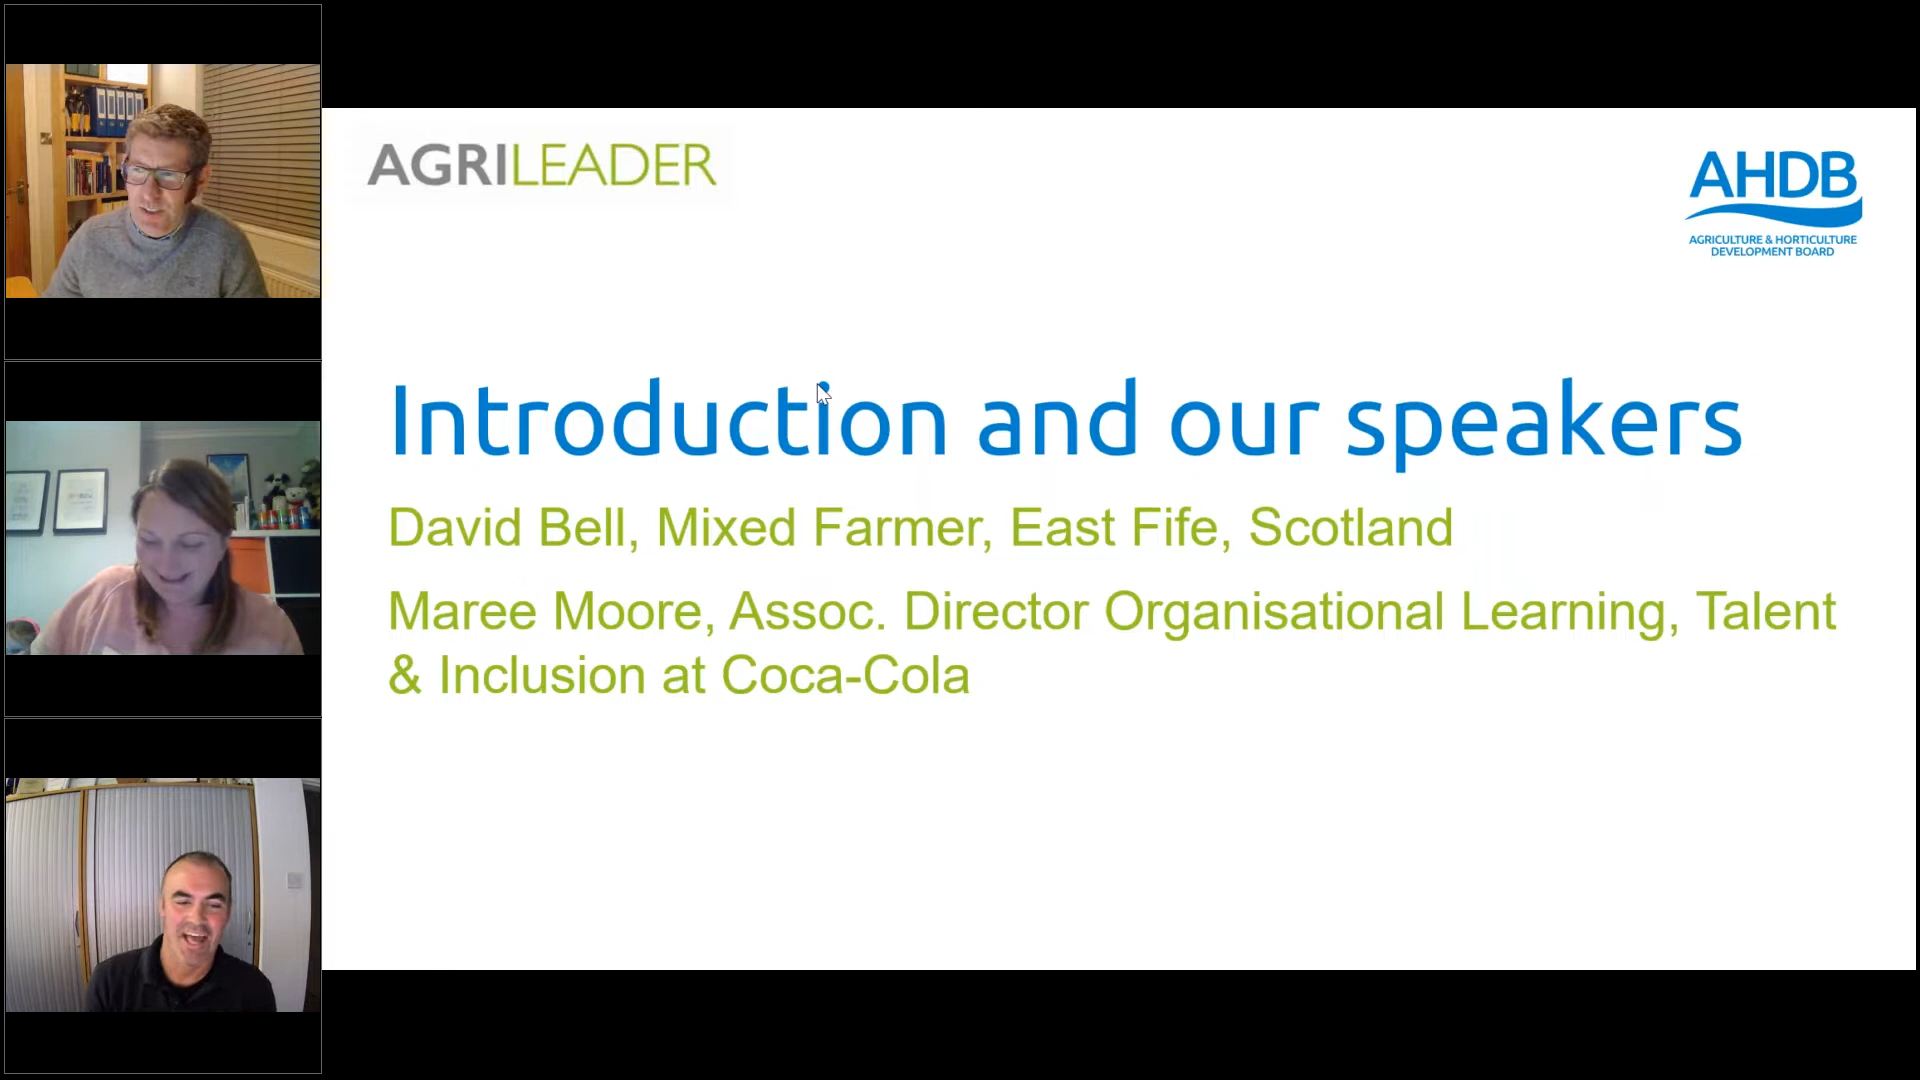 AGRILEADER
AHDB
AGRICULTURE & HORTICULTURE
DEVELOPMENT BOARD
Introduction and our speakers
David Bell, Mixed Farmer, East Fife, Scotland
Maree Moore, Assoc. Director Organisational Learning, Talent
& Inclusion at Coca-Cola